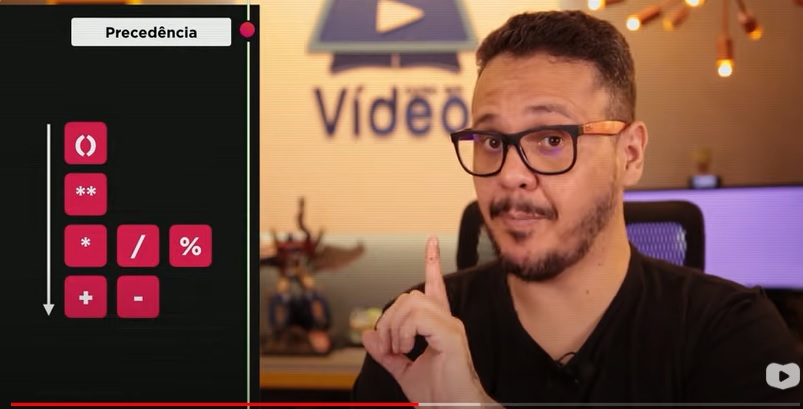 Precedência
()
**
* / %
+ -
Vídeo